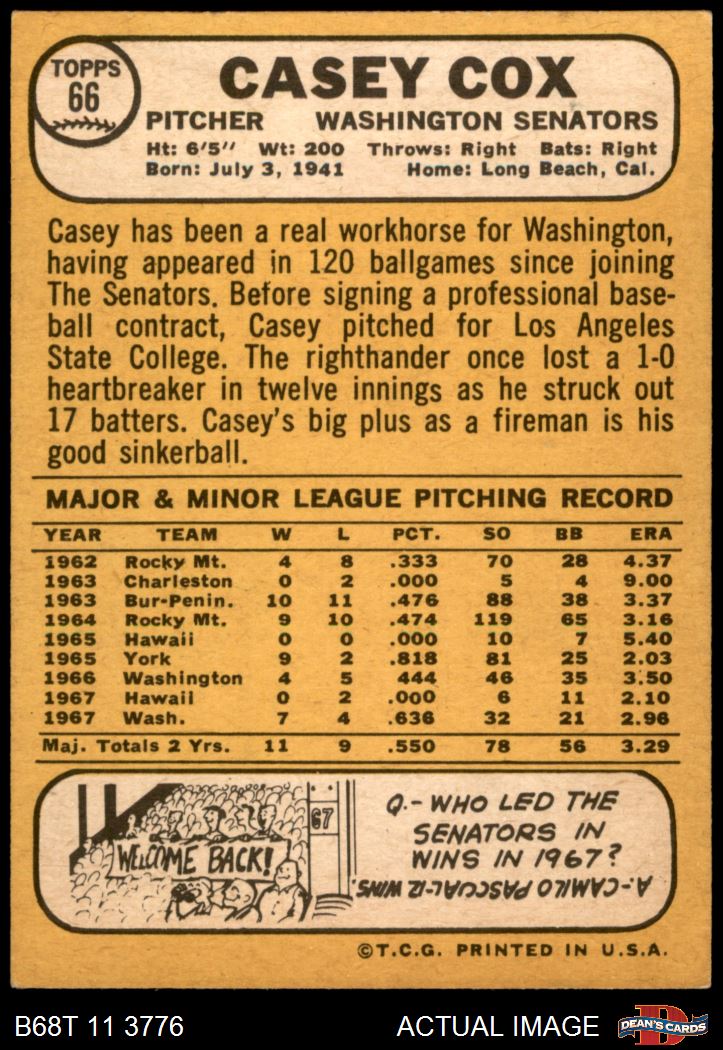 TOPPS
66
CASEY COX
PITCHER WASHINGTON SENATORS
Ht: 6'5" Wt: 200 Throws: Right Bats: Right
Born: July 3, 1941 Home: Long Beach, Cal.
Casey has been a real workhorse for Washington,
having appeared in 120 ballgames since joining
The Senators. Before signing a professional base-
ball contract, Casey pitched for Los Angeles
State College. The righthander once lost a 1-0
heartbreaker in twelve innings as he struck out
17 batters. Casey's big plus as a fireman is his
good sinkerball.
MAJOR & MINOR LEAGUE PITCHING RECORD
YEAR TEAM W L PCT. SO BB ERA
1962 Rocky Mt. 4 8 .333 70 28 4.37
1963 Charleston 0 2 .000 5 4 9.00
1963 Bur-Penin. 10 11 .476 88 38 3.37
1964 Rocky Mt. 9 10 .474 119 65 3.16
1965 Hawaii 0 0 .000 10 7 5.40
1965 York 9 2 .818 81 25 2.03
1966 Washington 4 5 444 46 35 3.50
1967 Hawaii 0 2 .000 6 11 2.10
1967 Wash. 7 4 .636 32 21 2.96
Maj. Totals 2 Yrs. 11 9 .550 78 56 3.29
WELCOME BACK!
67
Q.- WHO LED THE
SENATORS IN
WINS IN 1967?
A-CAMILO PASCUAL-12 WINS.
©T.C.G. PRINTED IN U.S.A.
B68T 11 3776 ACTUAL IMAGE
D
DEAN'S CARDS